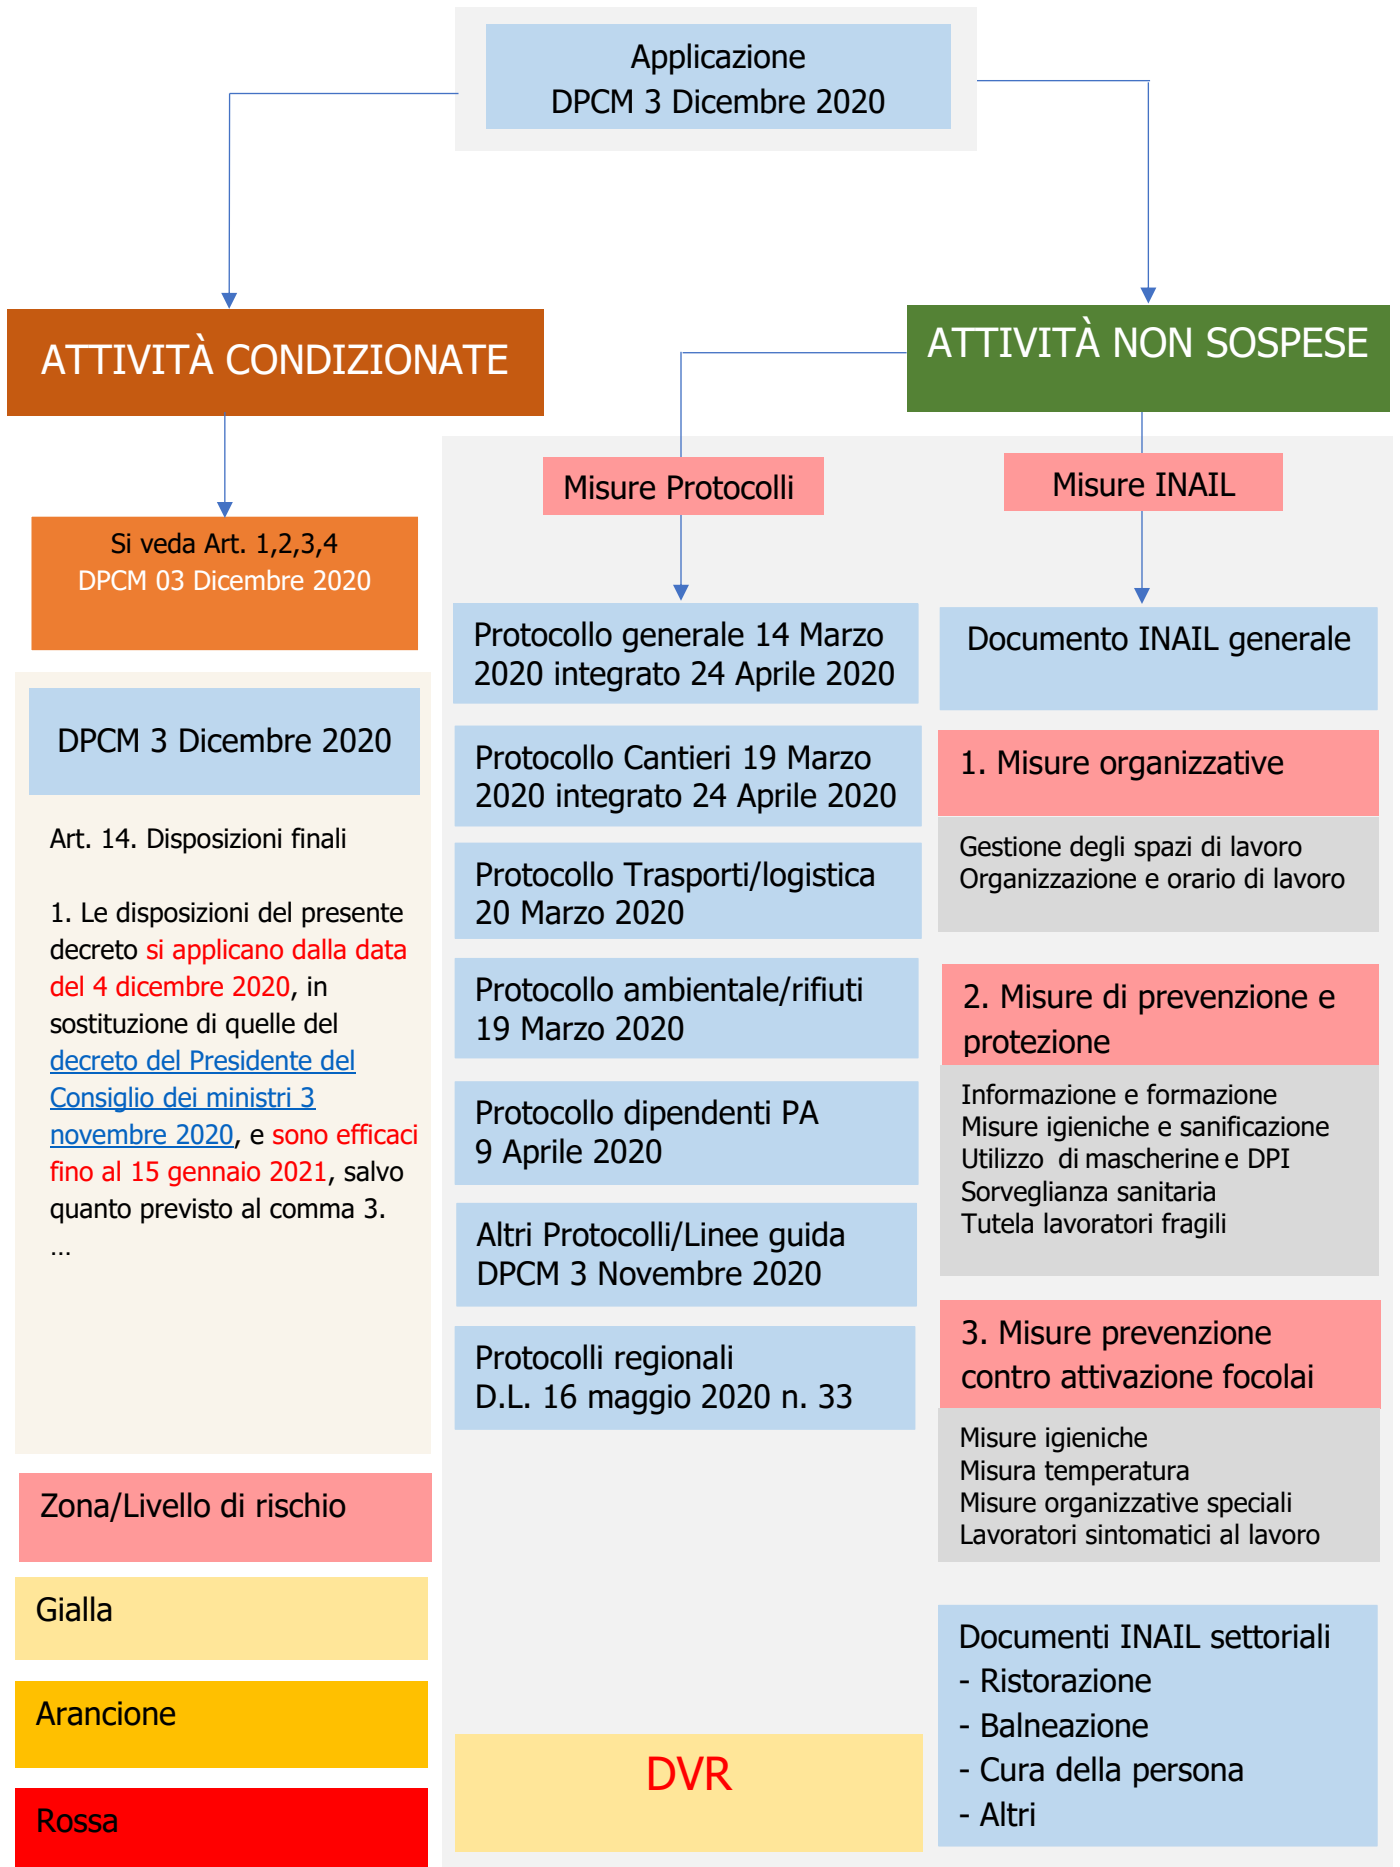 Applicazione
DPCM 3 Dicembre 2020
ATTIVITÀ CONDIZIONATE
ATTIVITÀ NON SOSPESE
Si veda Art. 1,2,3,4
DPCM 03 Dicembre 2020
DPCM 3 Dicembre 2020
Art. 14. Disposizioni finali
1. Le disposizioni del presente
decreto si applicano dalla data
del 4 dicembre 2020, in
sostituzione di quelle del
decreto del Presidente del
Consiglio dei ministri 3
novembre 2020, e sono efficaci
fino al 15 gennaio 2021, salvo
quanto previsto al comma 3.
…
Zona/Livello di rischio
Gialla
Arancione
Rossa
Misure Protocolli
Protocollo generale 14 Marzo
2020 integrato 24 Aprile 2020
Protocollo Cantieri 19 Marzo
2020 integrato 24 Aprile 2020
Protocollo Trasporti/logistica
20 Marzo 2020
Protocollo ambientale/rifiuti
19 Marzo 2020
Protocollo dipendenti PA
9 Aprile 2020
Altri Protocolli/Linee guida
DPCM 3 Novembre 2020
Protocolli regionali
D.L. 16 maggio 2020 n. 33
DVR
Misure INAIL
Documento INAIL generale
1. Misure organizzative
Gestione degli spazi di lavoro
Organizzazione e orario di lavoro
2. Misure di prevenzione e
protezione
Informazione e formazione
Misure igieniche e sanificazione
Utilizzo di mascherine e DPI
Sorveglianza sanitaria
Tutela lavoratori fragili
3. Misure prevenzione
contro attivazione focolai
Misure igieniche
Misura temperatura
Misure organizzative speciali
Lavoratori sintomatici al lavoro
Documenti INAIL settoriali
- Ristorazione
- Balneazione
- Cura della persona
- Altri